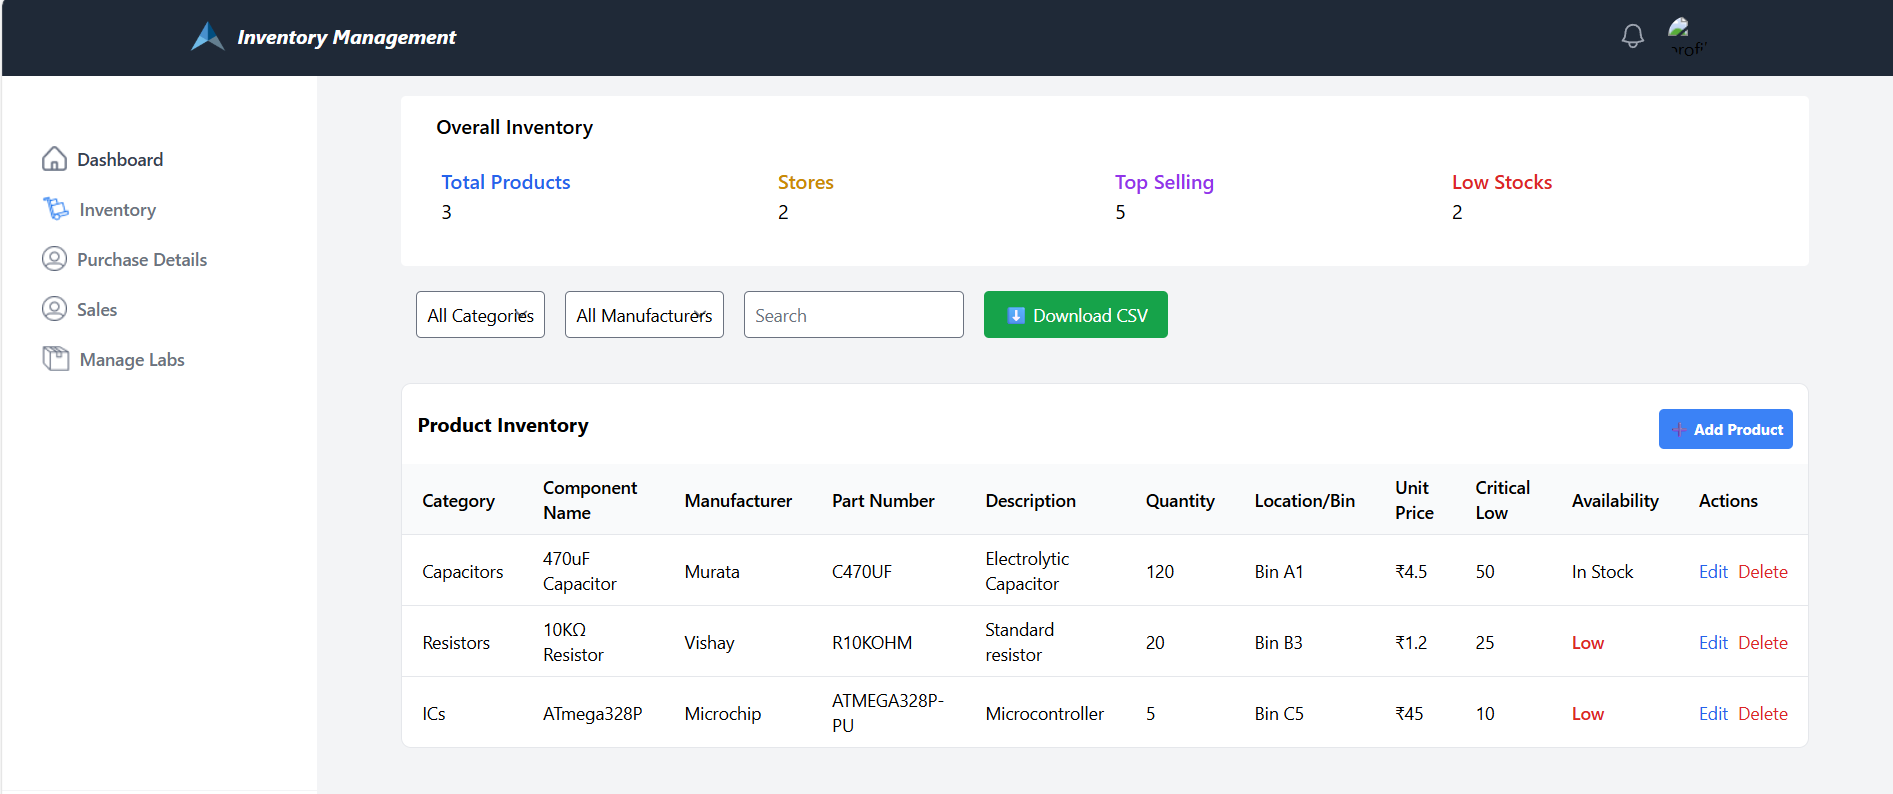 Inventory Management
profi
Dashboard
Inventory
Purchase Details
Sales
Manage Labs
Overall Inventory
Total Products Stores Top Selling Low Stocks
3 2 5 2
All Categories All Manufacturers Search Download CSV
Product Inventory
Add Product
Category Component Name Manufacturer Part Number Description Quantity Location/Bin Unit Price Critical Low Availability Actions
Capacitors 470uF Capacitor Murata C470UF Electrolytic Capacitor 120 Bin A1 ₹4.5 50 In Stock Edit Delete
Resistors 10KΩ Resistor Vishay R10KOHM Standard resistor 20 Bin B3 ₹1.2 25 Low Edit Delete
ICs ATmega328P Microchip ATMEGA328P-PU Microcontroller 5 Bin C5 ₹45 10 Low Edit Delete